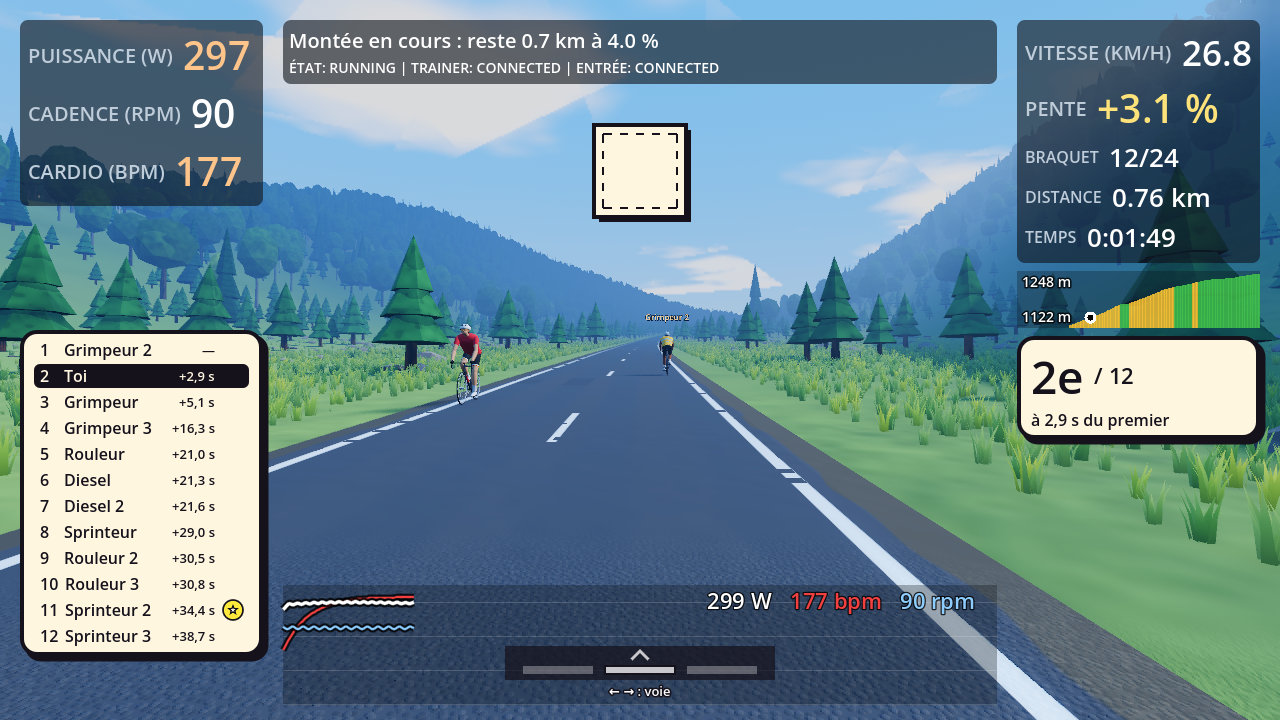 PUISSANCE (W) 297
CADENCE (RPM) 90
CARDIO (BPM) 177
Montée en cours : reste 0.7 km à 4.0 %
ÉTAT: RUNNING | TRAINER: CONNECTED | ENTRÉE: CONNECTED
VITESSE (KM/H) 26.8
PENTE +3.1 %
BRAQUET 12/24
DISTANCE 0.76 km
TEMPS 0:01:49
1248 m
1122 m
2e / 12
à 2,9 s du premier
Grimpeur 2
1 Grimpeur 2 —
2 Toi +2,9 s
3 Grimpeur +5,1 s
4 Grimpeur 3 +16,3 s
5 Rouleur +21,0 s
6 Diesel +21,3 s
7 Diesel 2 +21,6 s
8 Sprinteur +29,0 s
9 Rouleur 2 +30,5 s
10 Rouleur 3 +30,8 s
11 Sprinteur 2 +34,4 s
12 Sprinteur 3 +38,7 s
299 W 177 bpm 90 rpm
← → : voie